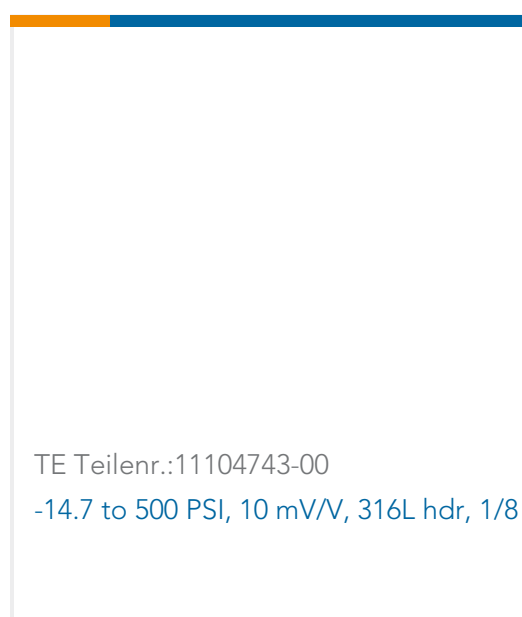 TE Teilenr.:11104743-00
-14.7 to 500 PSI, 10 mV/V, 316L hdr, 1/8